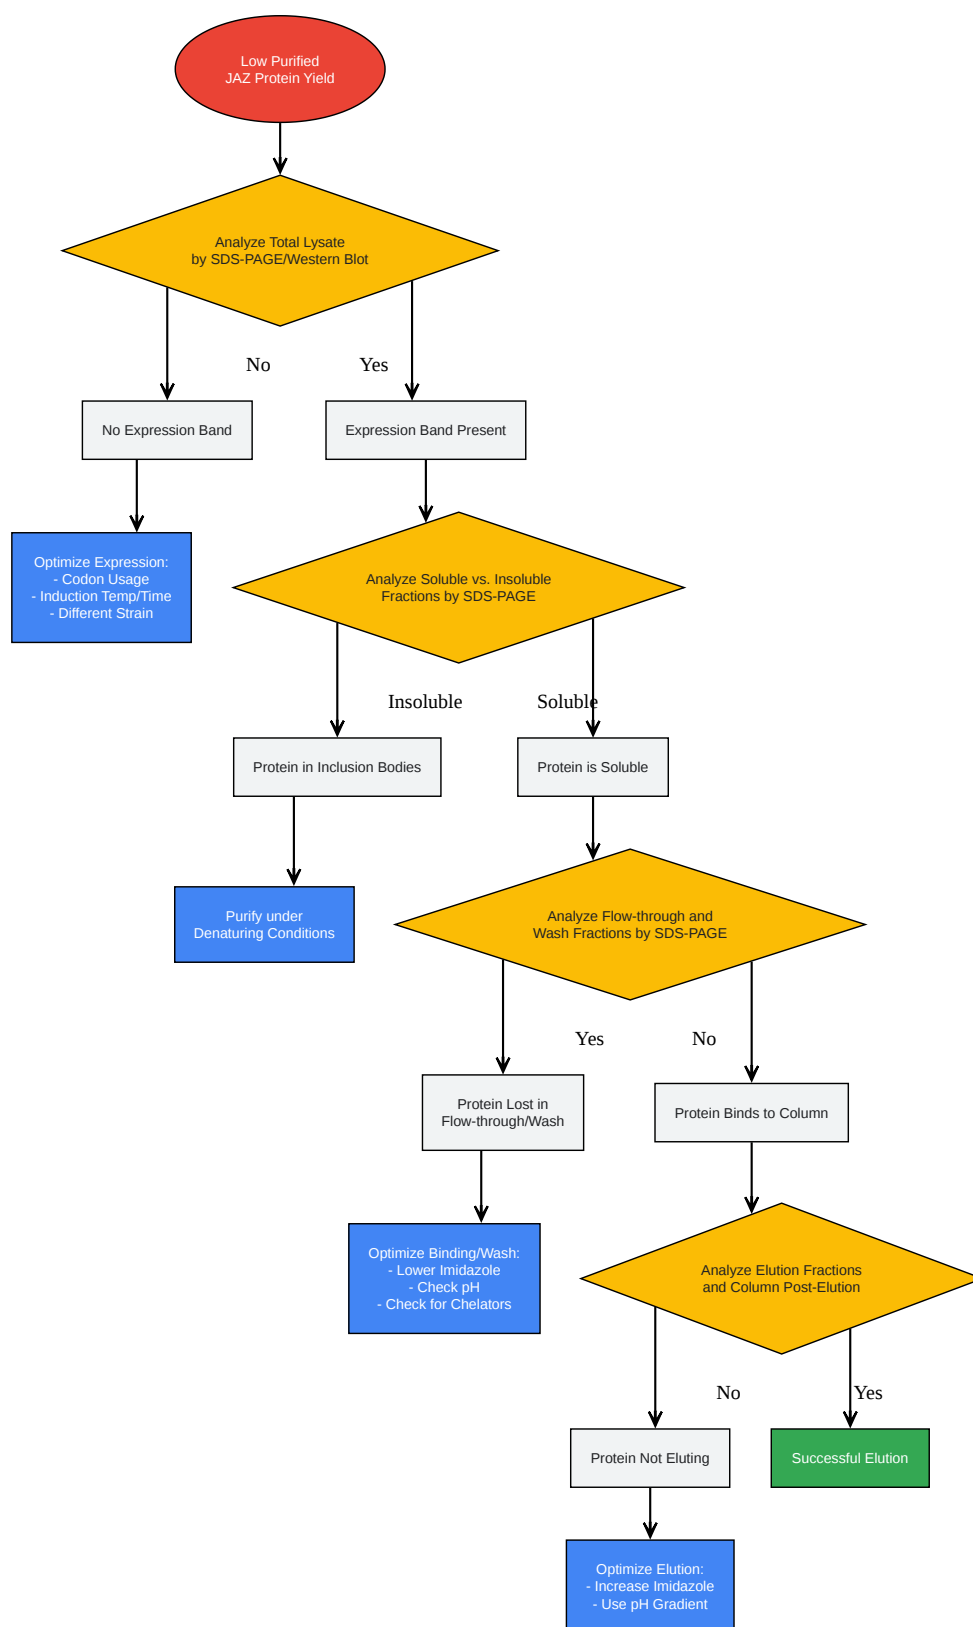 Low Purified
JAZ Protein Yield
Analyze Total Lysate
by SDS-PAGE/Western Blot
No
Yes
No Expression Band
Expression Band Present
Optimize Expression:
- Codon Usage
- Induction Temp/Time
- Different Strain
Analyze Soluble vs. Insoluble
Fractions by SDS-PAGE
Insoluble
Soluble
Protein in Inclusion Bodies
Protein is Soluble
Purify under
Denaturing Conditions
Analyze Flow-through and
Wash Fractions by SDS-PAGE
Yes
No
Protein Lost in
Flow-through/Wash
Protein Binds to Column
Optimize Binding/Wash:
- Lower Imidazole
- Check pH
- Check for Chelators
Analyze Elution Fractions
and Column Post-Elution
No
Yes
Protein Not Eluting
Successful Elution
Optimize Elution:
- Increase Imidazole
- Use pH Gradient